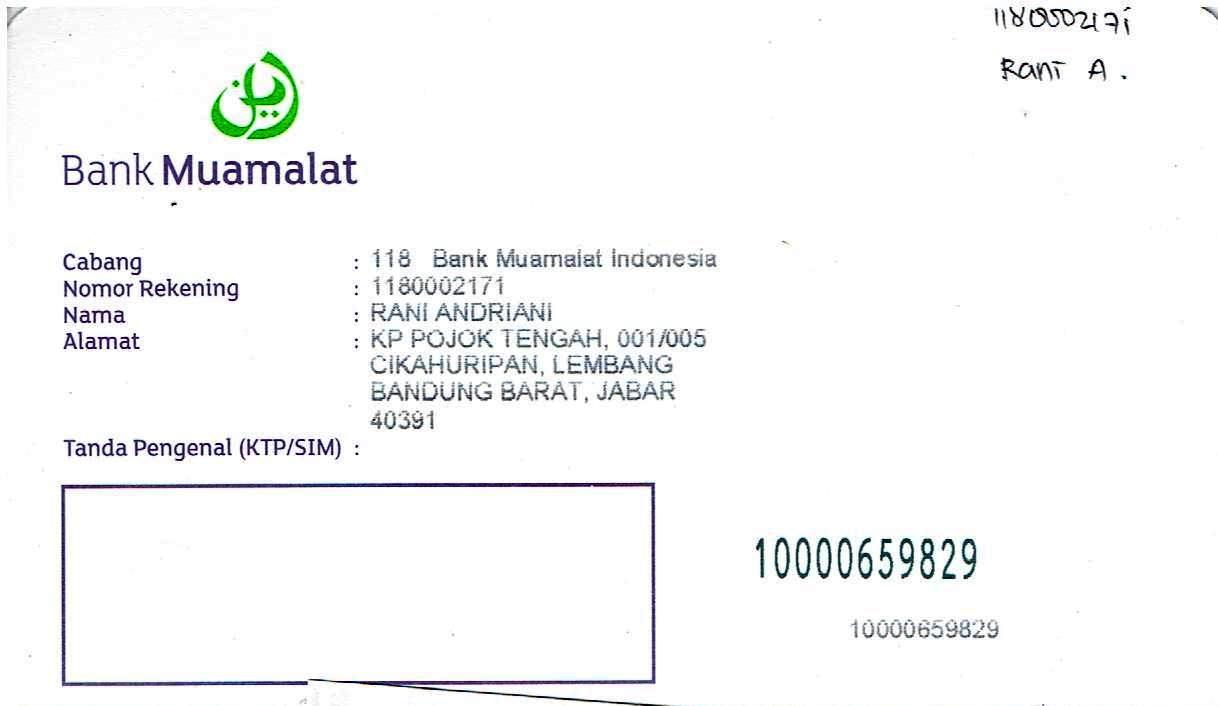 1180002171
Rani A.
Bank Muamalat
Cabang : 118 Bank Muamalat Indonesia
Nomor Rekening : 1180002171
Nama : RANI ANDRIANI
Alamat : KP POJOK TENGAH, 001/005
CIKAHURIPAN, LEMBANG
BANDUNG BARAT, JABAR
40391
Tanda Pengenal (KTP/SIM) :
10000659829
10000659829